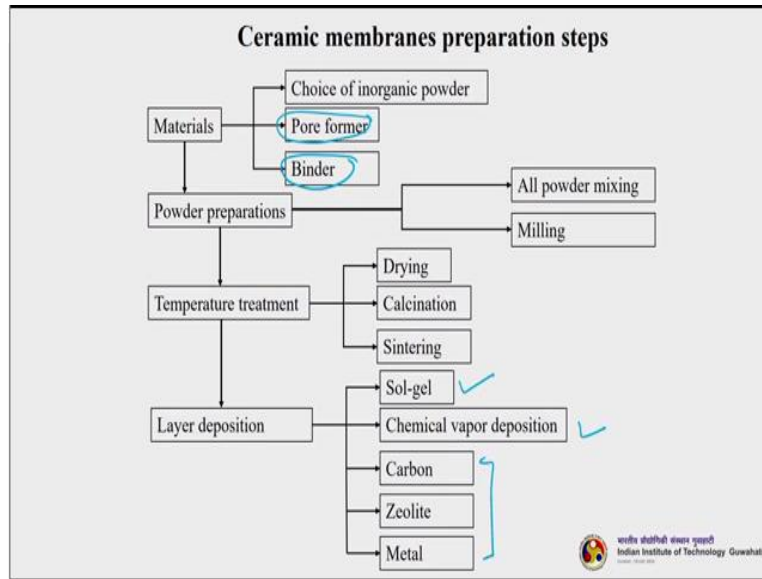 Ceramic membranes preparation steps
Choice of inorganic powder
Materials
Pore former
Binder
All powder mixing
Powder preparations
Milling
Drying
Temperature treatment
Calcination
Sintering
Sol-gel
Layer deposition
Chemical vapor deposition
Carbon
Zeolite
Metal
भारतीय प्रौद्योगिकी संस्थान गुवाहाटी
Indian Institute of Technology Guwahati